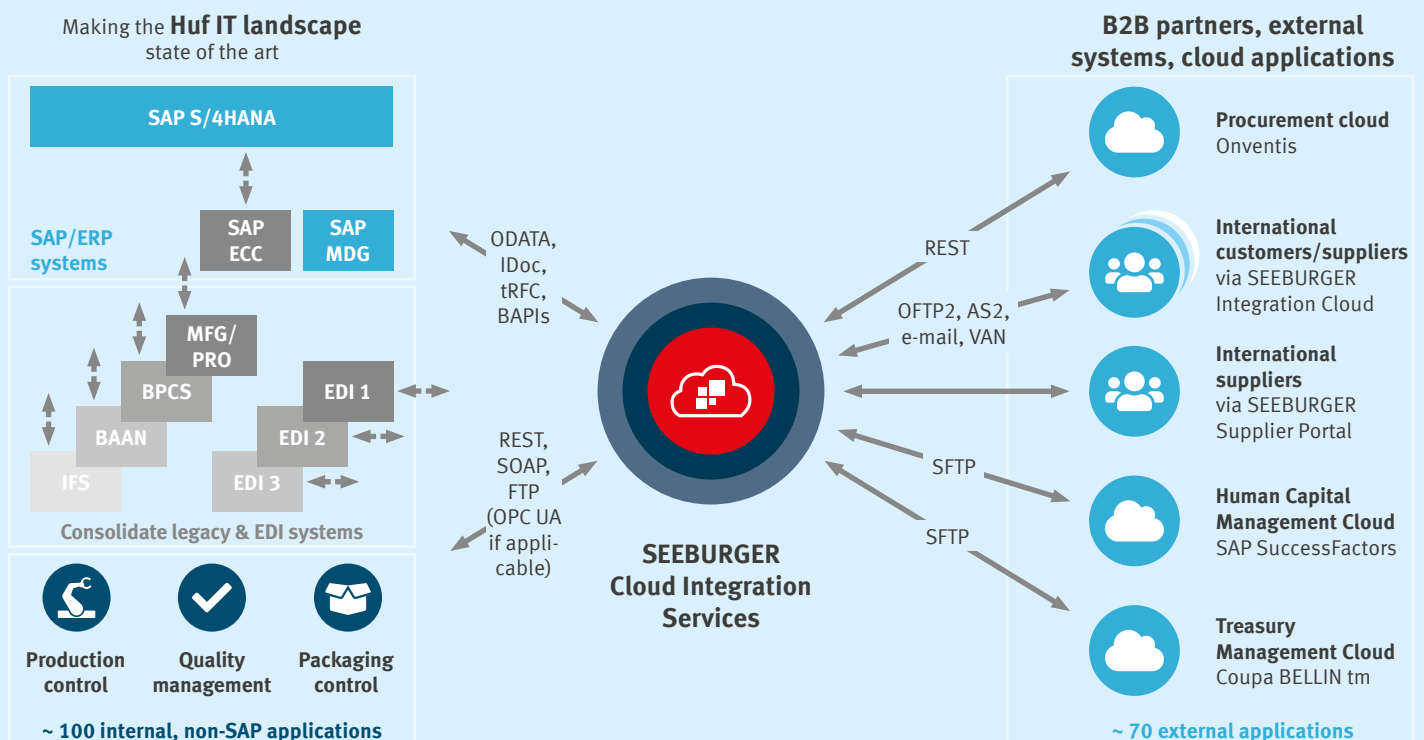 Making the Huf IT landscape
state of the art
SAP S/4HANA
SAP/ERP
systems
SAP
ECC
SAP
MDG
MFG/
PRO
BPCS
BAAN
IFS
EDI 1
EDI 2
EDI 3
Consolidate legacy & EDI systems
Production
control
Quality
management
Packaging
control
~ 100 internal, non-SAP applications
ODATA,
IDoc,
tRFC,
BAPIs
REST,
SOAP,
FTP
(OPC UA
if appli-
cable)
SEEBURGER
Cloud Integration
Services
REST
OFTP2, AS2,
e-mail, VAN
SFTP
SFTP
B2B partners, external
systems, cloud applications
Procurement cloud
Onventis
International
customers/suppliers
via SEEBURGER
Integration Cloud
International
suppliers
via SEEBURGER
Supplier Portal
Human Capital
Management Cloud
SAP SuccessFactors
Treasury
Management Cloud
Coupa BELLIN tm
~ 70 external applications